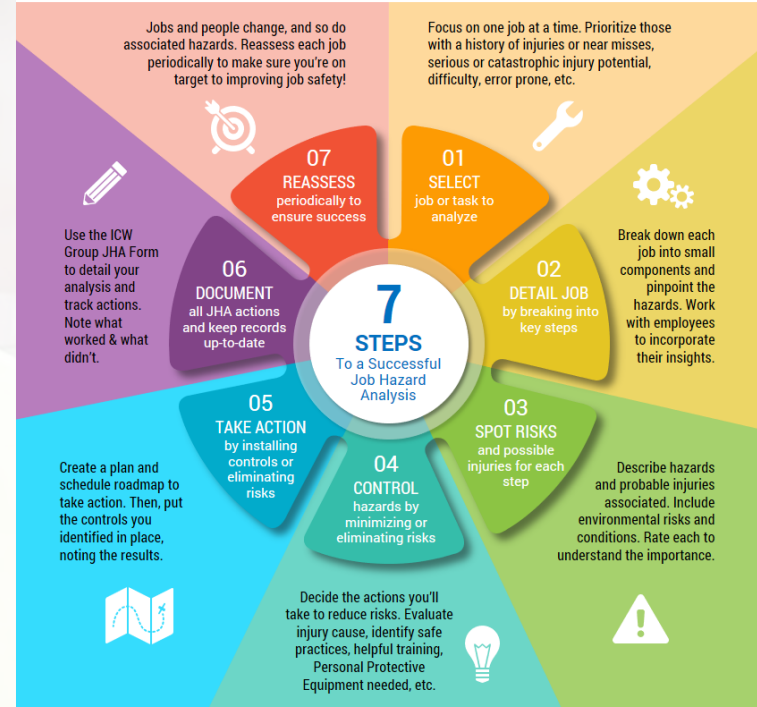 7
STEPS
To a Successful
Job Hazard
Analysis
01
SELECT
job or task to
analyze
Focus on one job at a time. Prioritize those
with a history of injuries or near misses,
serious or catastrophic injury potential,
difficulty, error prone, etc.
02
DETAIL JOB
by breaking into
key steps
Break down each
job into small
components and
pinpoint the
hazards. Work
with employees
to incorporate
their insights.
03
SPOT RISKS
and possible
injuries for each
step
Describe hazards
and probable injuries
associated. Include
environmental risks and
conditions. Rate each to
understand the importance.
04
CONTROL
hazards by
minimizing or
eliminating risks
Decide the actions you'll
take to reduce risks. Evaluate
injury cause, identify safe
practices, helpful training,
Personal Protective
Equipment needed, etc.
05
TAKE ACTION
by installing
controls or
eliminating
risks
Create a plan and
schedule roadmap to
take action. Then, put
the controls you
identified in place,
noting the results.
06
DOCUMENT
all JHA actions
and keep records
up-to-date
Use the ICW
Group JHA Form
to detail your
analysis and
track actions.
Note what
worked & what
didn't.
07
REASSESS
periodically to
ensure success
Jobs and people change, and so do
associated hazards. Reassess each job
periodically to make sure you're on
target to improving job safety!